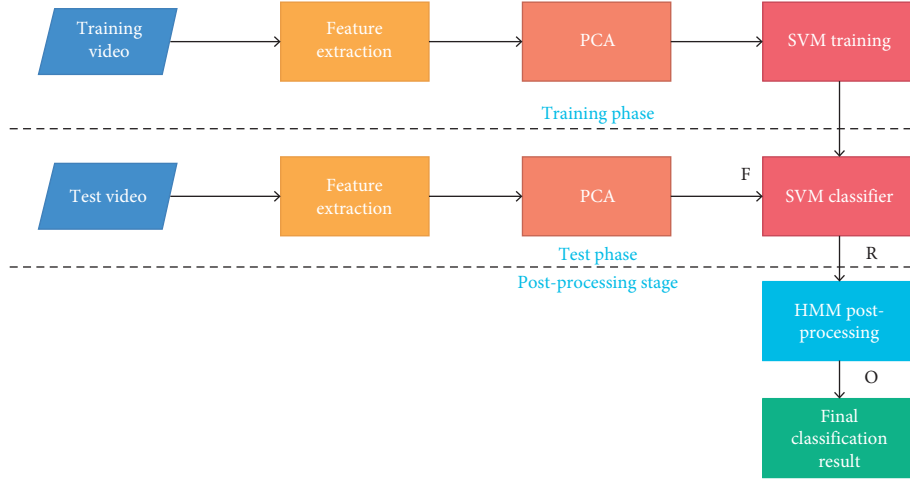 Training
video
Feature
extraction
PCA
SVM training
Training phase
Test video
Feature
extraction
PCA
F
SVM classifier
Test phase
R
Post-processing stage
HMM post-
processing
O
Final
classification
result